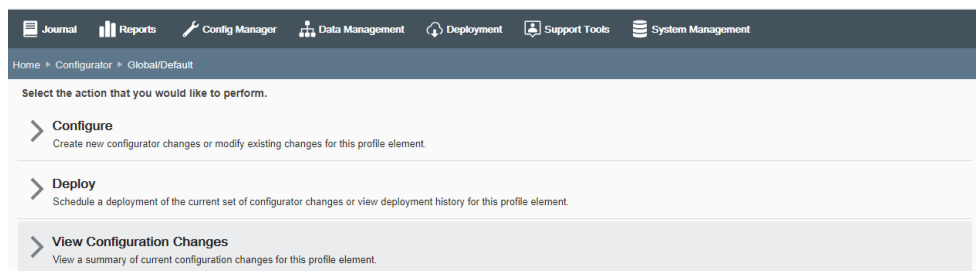 Journal Reports Config Manager Data Management Deployment Support Tools System Management
Home Configurator Global/Default
Select the action that you would like to perform.
Configure
Create new configurator changes or modify existing changes for this profile element.
Deploy
Schedule a deployment of the current set of configurator changes or view deployment history for this profile element.
View Configuration Changes
View a summary of current configuration changes for this profile element.